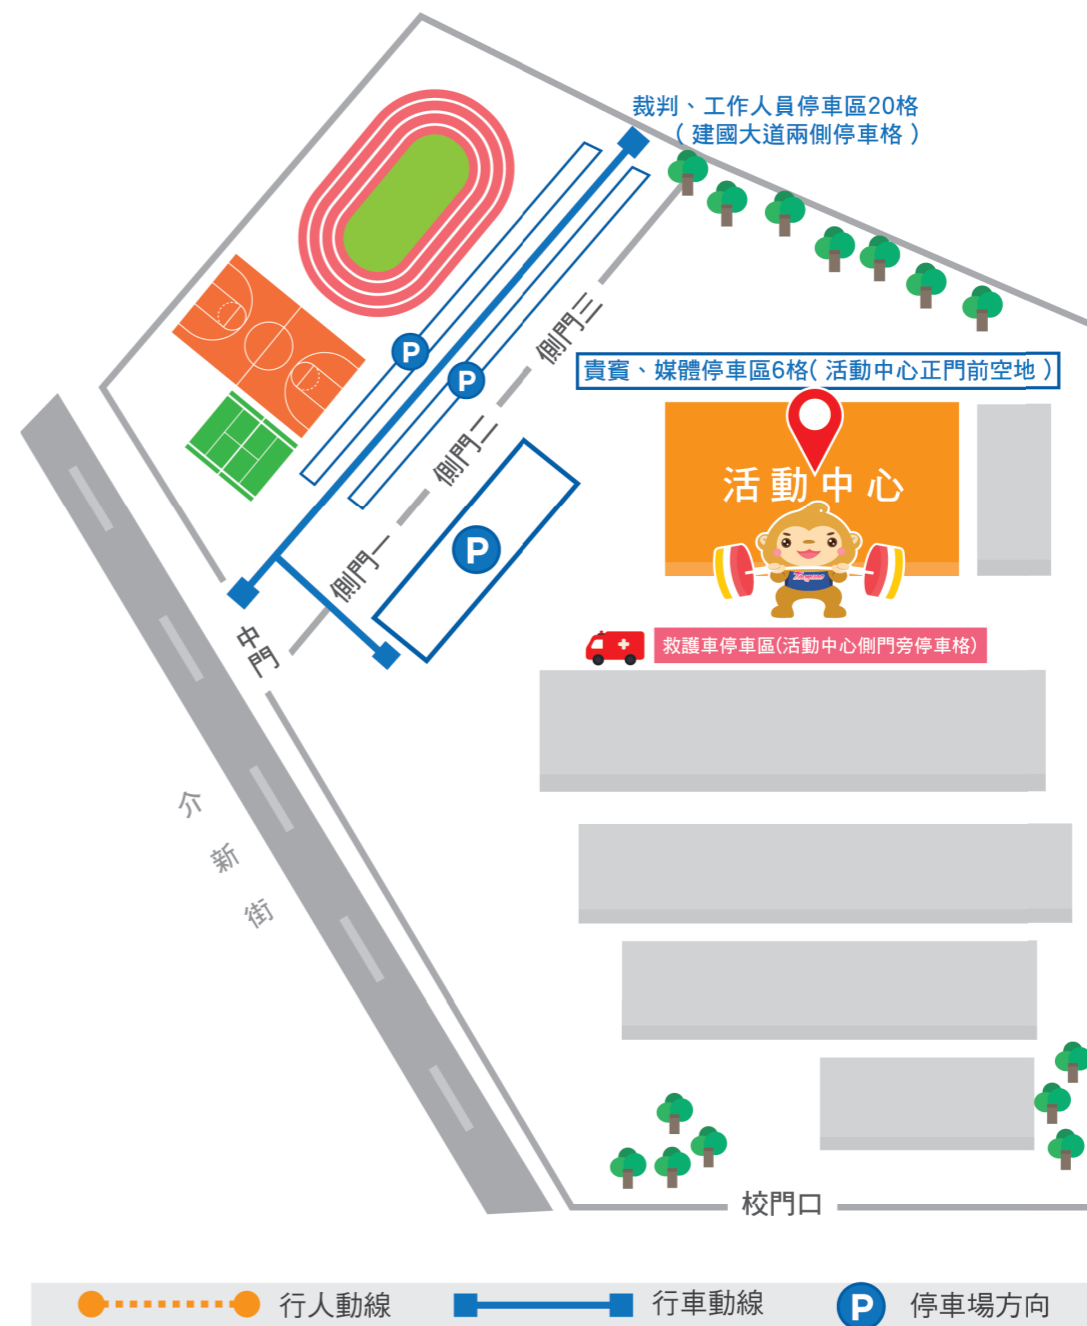 裁判、工作人員停車區20格
（建國大道兩側停車格）
側門三
貴賓、媒體停車區6格(活動中心正門前空地)
P
P
側門二
活動中心
P
側門一
中門
救護車停車區(活動中心側門旁停車格)
介新街
校門口
行人動線
行車動線
P 停車場方向